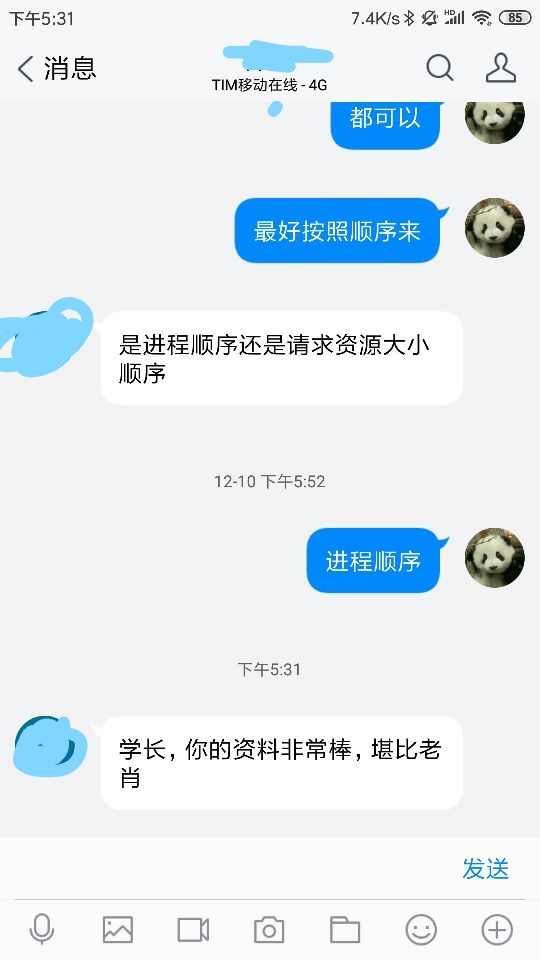 下午5:31
7.4K/s
HD
85
消息
TIM移动在线 - 4G
都可以
最好按照顺序来
是进程顺序还是请求资源大小
顺序
12-10 下午5:52
进程顺序
下午5:31
学长，你的资料非常棒，堪比老
肖
发送